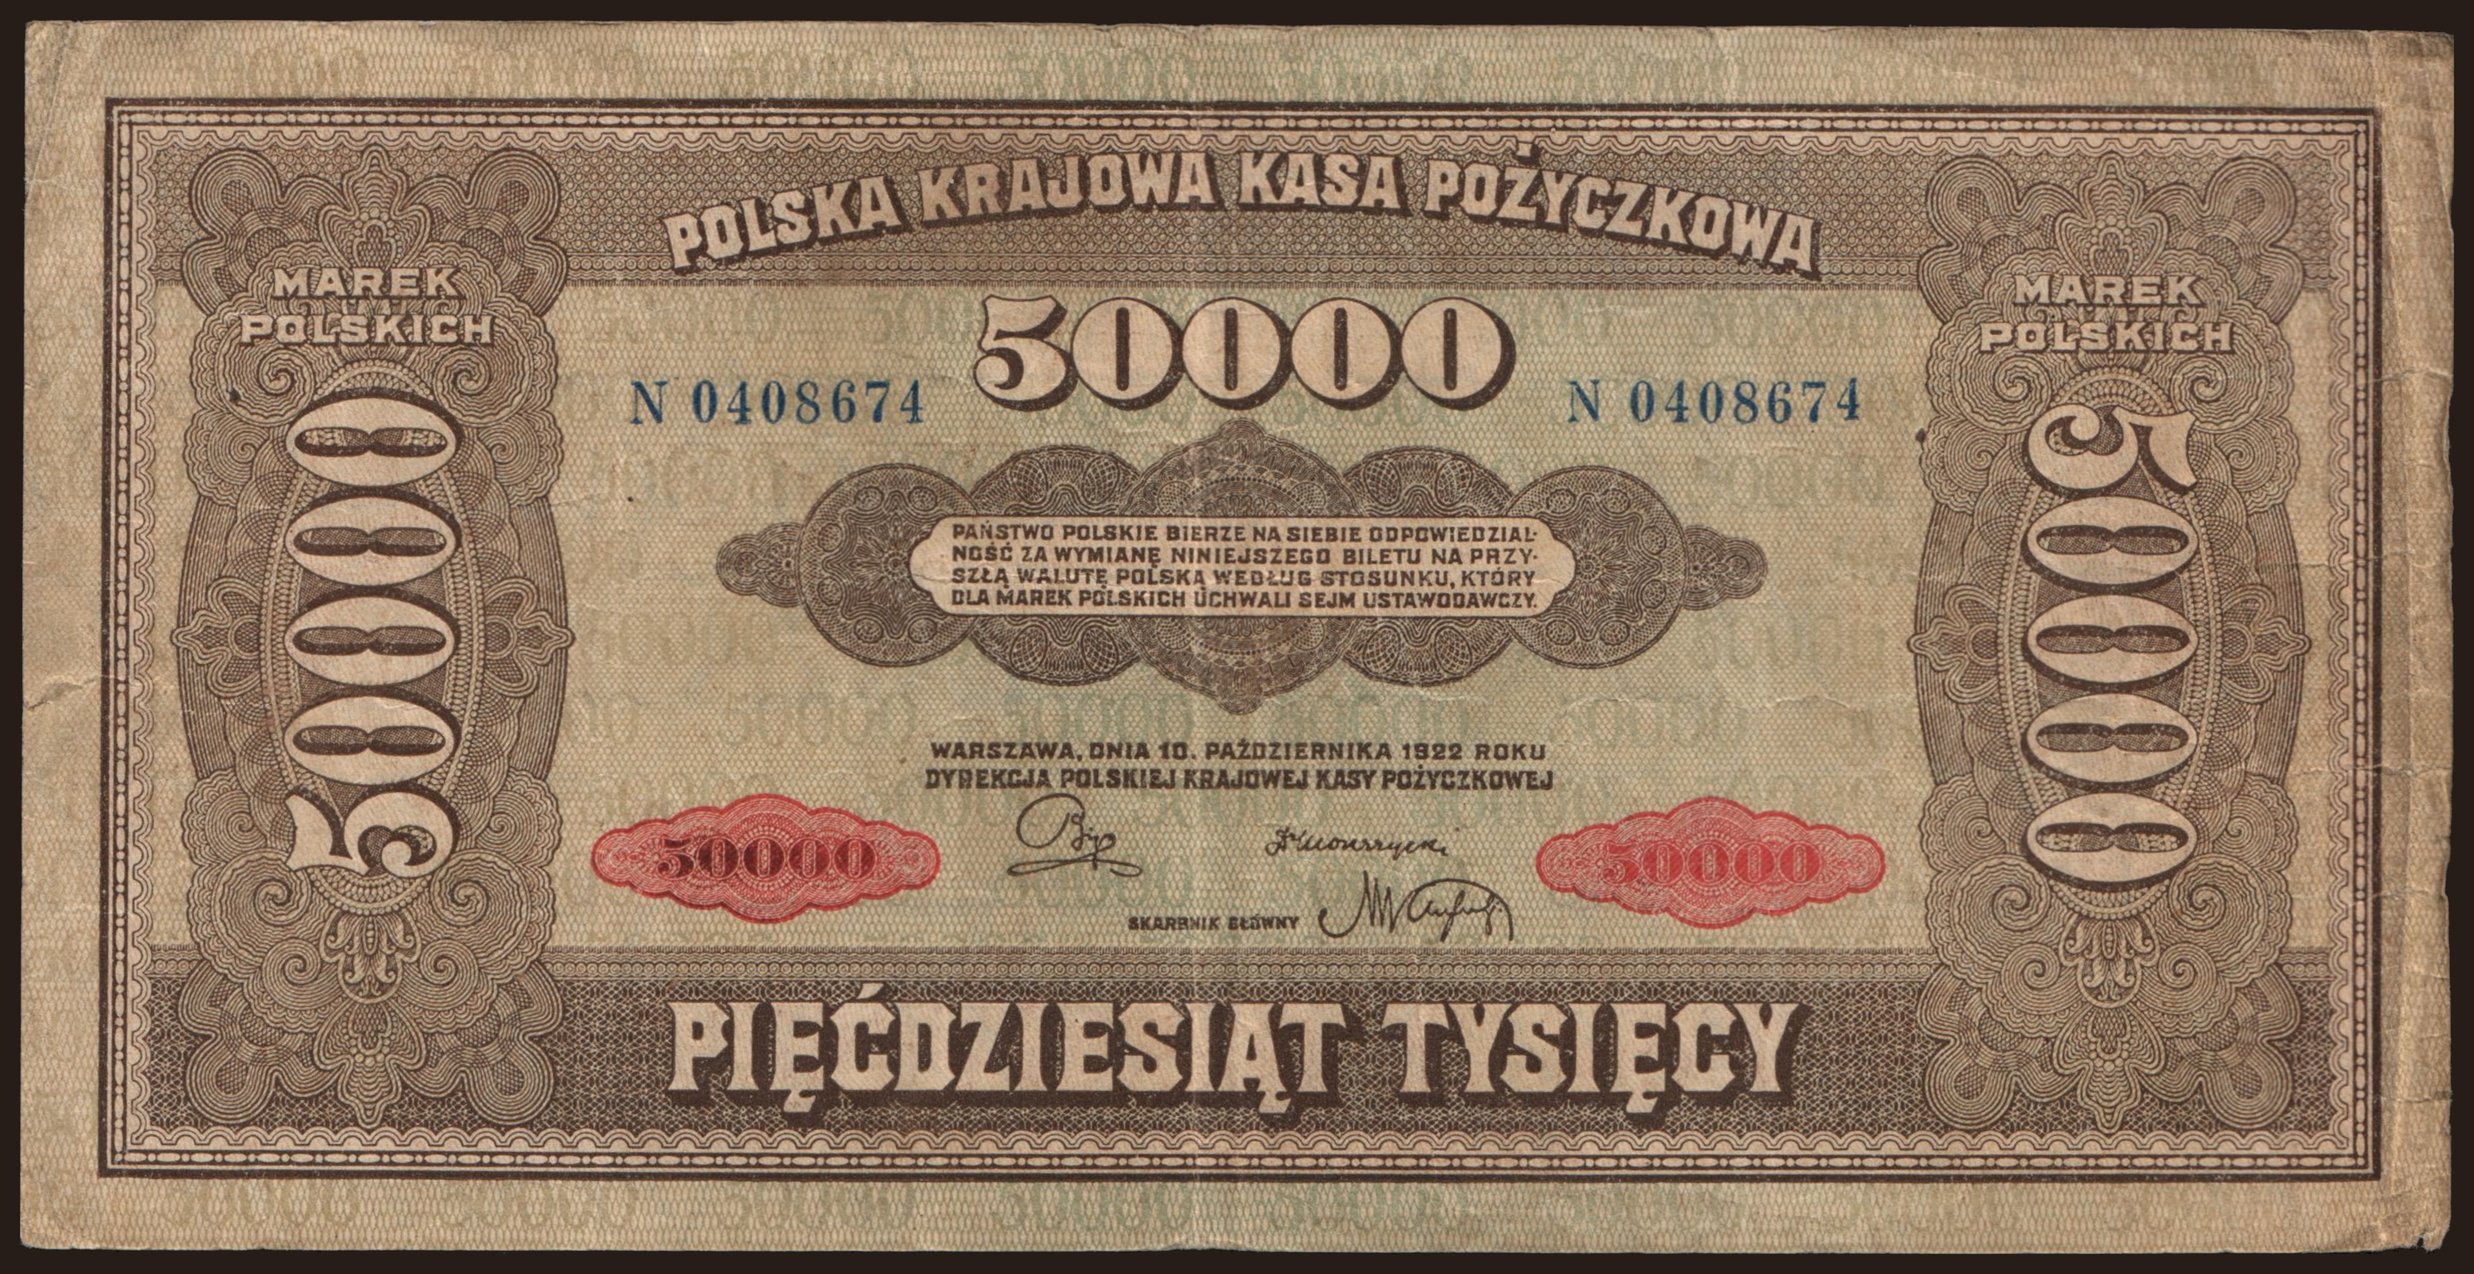 POLSKA KRAJOWA KASA POŻYCZKOWA
MAREK
POLSKICH
MAREK
POLSKICH
50000
N 0408674
N 0408674
50000
50000
PAŃSTWO POLSKIE BIERZE NA SIEBIE ODPOWIEDZIAL-
NOŚĆ ZA WYMIANĘ NINIEJSZEGO BILETU NA PRZY-
SZŁĄ WALUTĘ POLSKĄ WEDŁUG STOSUNKU, KTÓRY
DLA MAREK POLSKICH UCHWALI SEJM USTAWODAWCZY.
WARSZAWA, DNIA 10. PAŹDZIERNIKA 1922 ROKU
DYREKCJA POLSKIEJ KRAJOWEJ KASY POŻYCZKOWEJ
50000
50000
SKARBNIK GŁÓWNY
PIĘĆDZIESIĄT TYSIĘCY